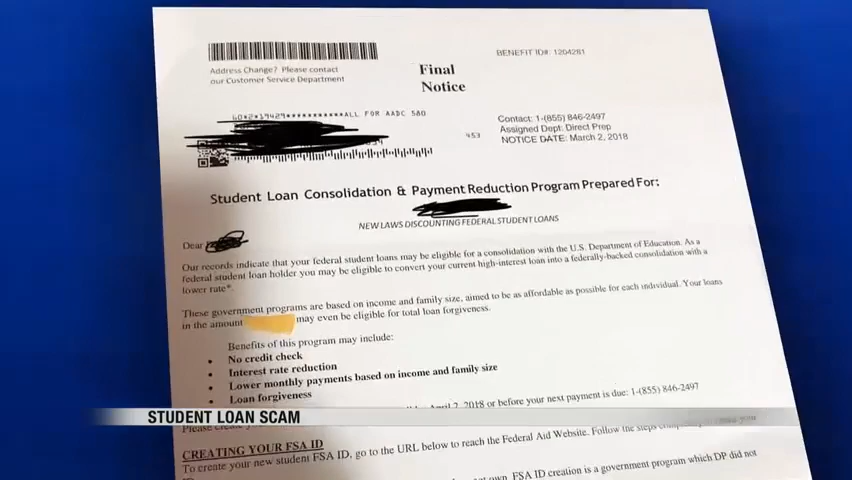 BENEFIT ID#: 1204281
Address Change? Please contact
our Customer Service Department
Final
Notice
ALL FOR AADC 580
453
Contact: 1-(855) 846-2497
Assigned Dept: Direct Prep
NOTICE DATE: March 2, 2018
Student Loan Consolidation & Payment Reduction Program Prepared For:
NEW LAWS DISCOUNTING FEDERAL STUDENT LOANS
Dear
Our records indicate that your federal student loans may be eligible for a consolidation with the U.S. Department of Education. As a
federal student loan holder you may be eligible to convert your current high-interest loan into a federally-backed consolidation with a
lower rate*.
These government programs are based on income and family size, aimed to be as affordable as possible for each individual. Your loans
in the amount may even be eligible for total loan forgiveness.
Benefits of this program may include:
• No credit check
• Interest rate reduction
• Lower monthly payments based on income and family size
• Loan forgiveness
April 2, 2018 or before your next payment is due: 1-(855) 846-2497
STUDENT LOAN SCAM
Please
CREATING YOUR FSA ID
To create your new student FSA ID, go to the URL below to reach the Federal Aid Website. Follow the steps
own FSA ID creation is a government program which DP did not